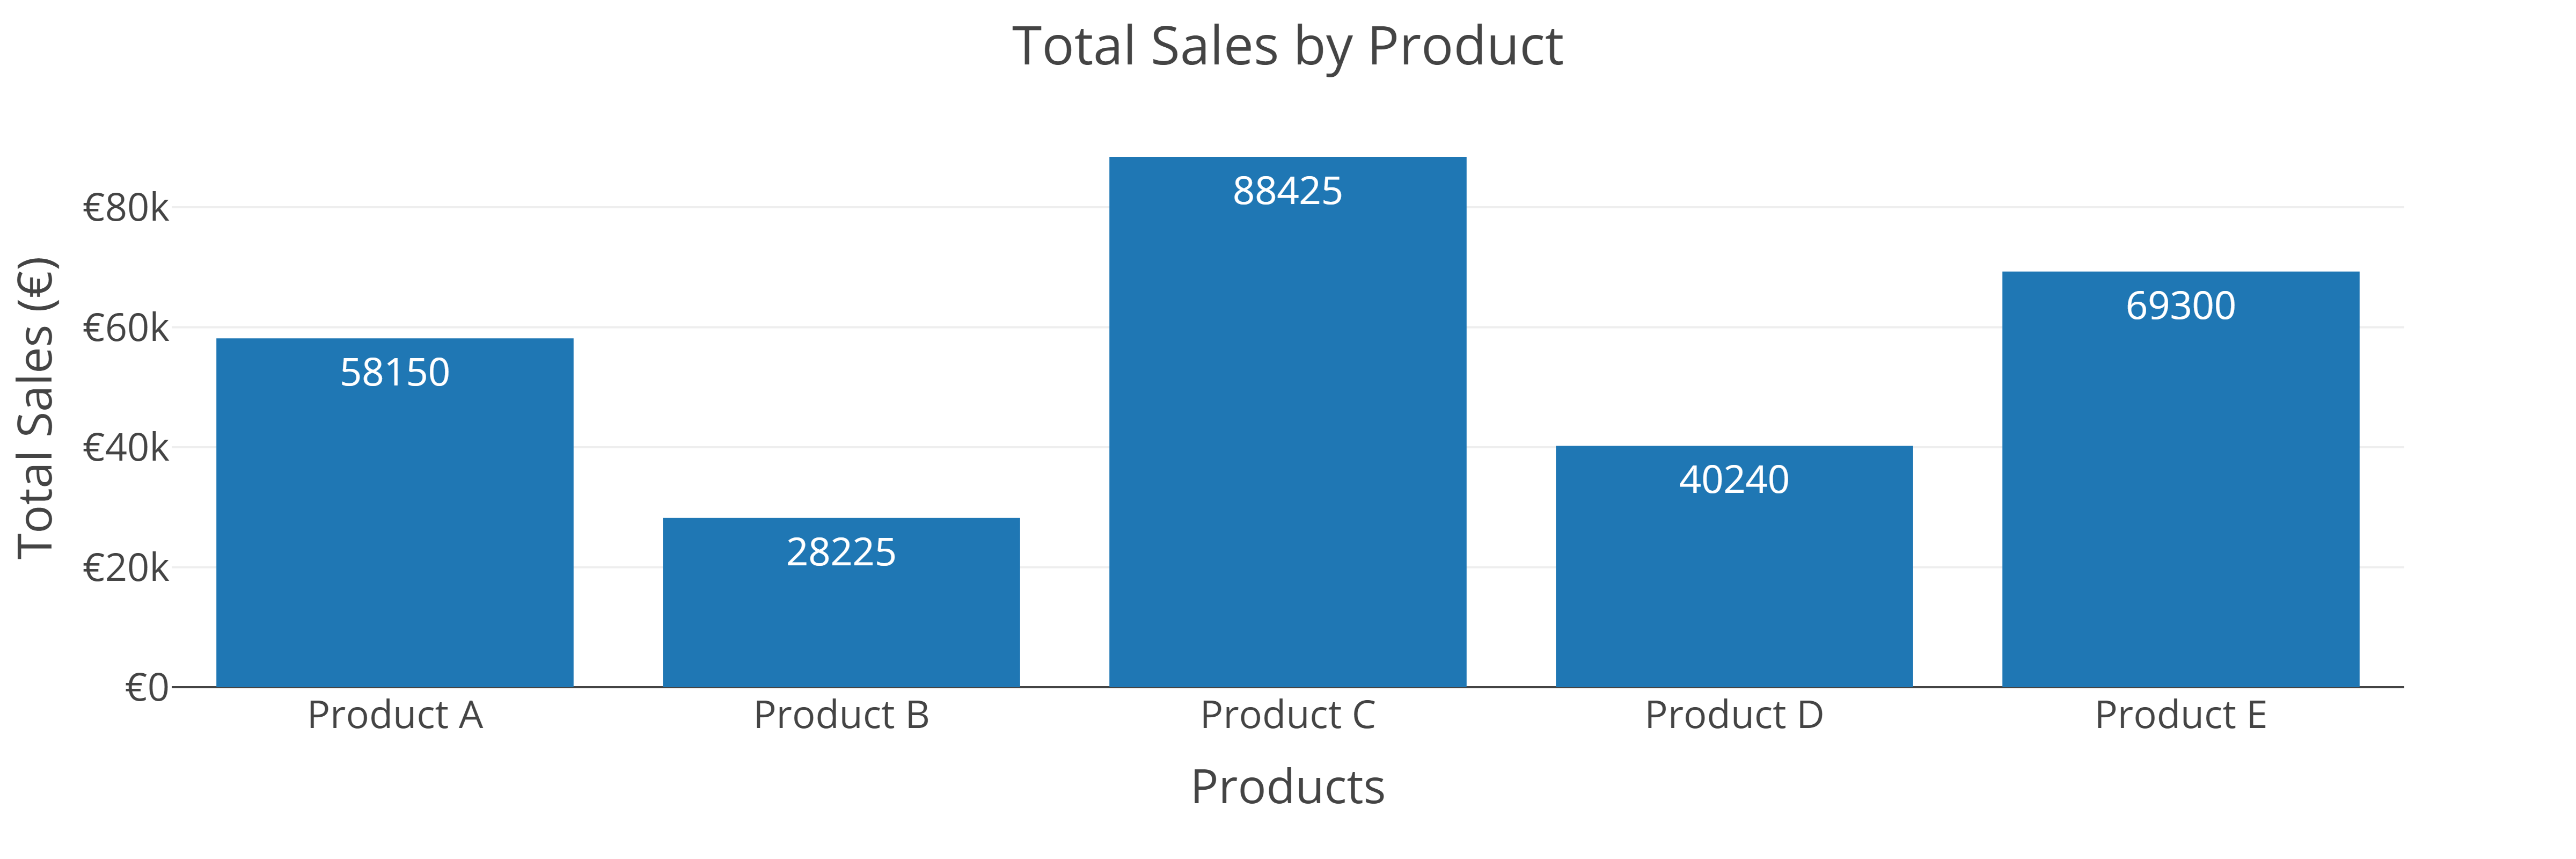 Total Sales by Product
Total Sales (€)
€80k
€60k
€40k
€20k
€0
58150
28225
88425
40240
69300
Product A
Product B
Product C
Product D
Product E
Products